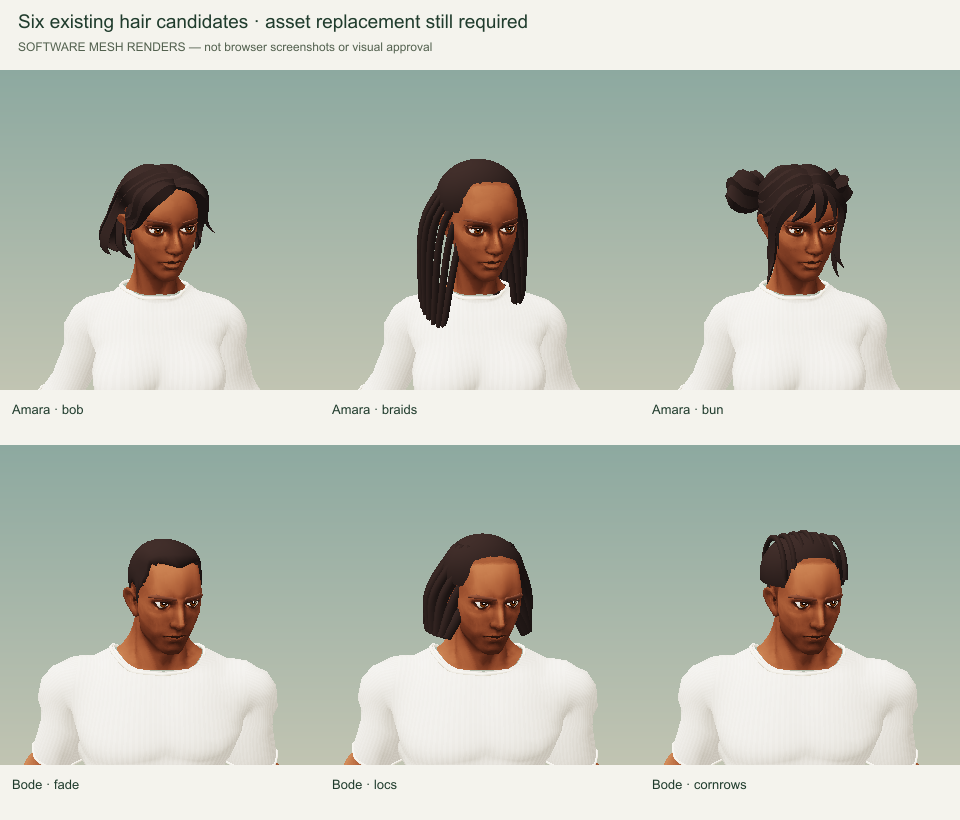 Six existing hair candidates · asset replacement still required
SOFTWARE MESH RENDERS — not browser screenshots or visual approval
Amara · bob
Amara · braids
Amara · bun
Bode · fade
Bode · locs
Bode · cornrows